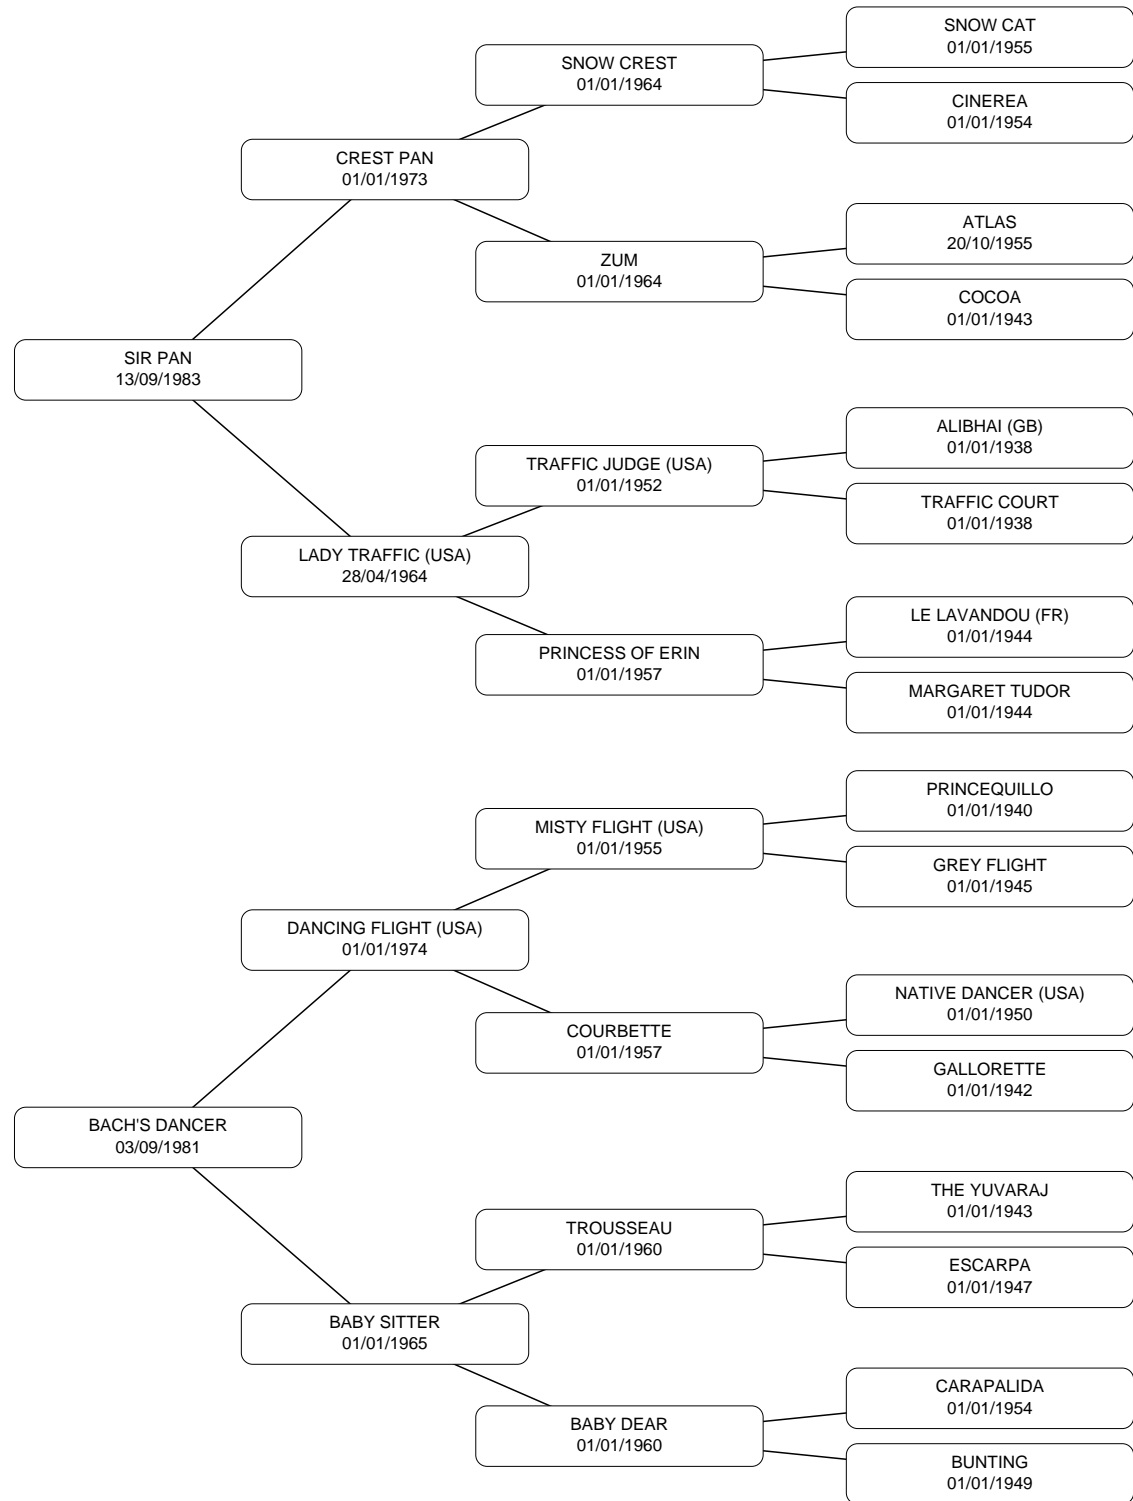 SNOW CAT
01/01/1955
SNOW CREST
01/01/1964
CINEREA
01/01/1954
CREST PAN
01/01/1973
ATLAS
20/10/1955
ZUM
01/01/1964
COCOA
01/01/1943
SIR PAN
13/09/1983
ALIBHAI (GB)
01/01/1938
TRAFFIC JUDGE (USA)
01/01/1952
TRAFFIC COURT
01/01/1938
LADY TRAFFIC (USA)
28/04/1964
LE LAVANDOU (FR)
01/01/1944
PRINCESS OF ERIN
01/01/1957
MARGARET TUDOR
01/01/1944
PRINCEQUILLO
01/01/1940
MISTY FLIGHT (USA)
01/01/1955
GREY FLIGHT
01/01/1945
DANCING FLIGHT (USA)
01/01/1974
NATIVE DANCER (USA)
01/01/1950
COURBETTE
01/01/1957
GALLORETTE
01/01/1942
BACH'S DANCER
03/09/1981
THE YUVARAJ
01/01/1943
TROUSSEAU
01/01/1960
ESCARPA
01/01/1947
BABY SITTER
01/01/1965
CARAPALIDA
01/01/1954
BABY DEAR
01/01/1960
BUNTING
01/01/1949